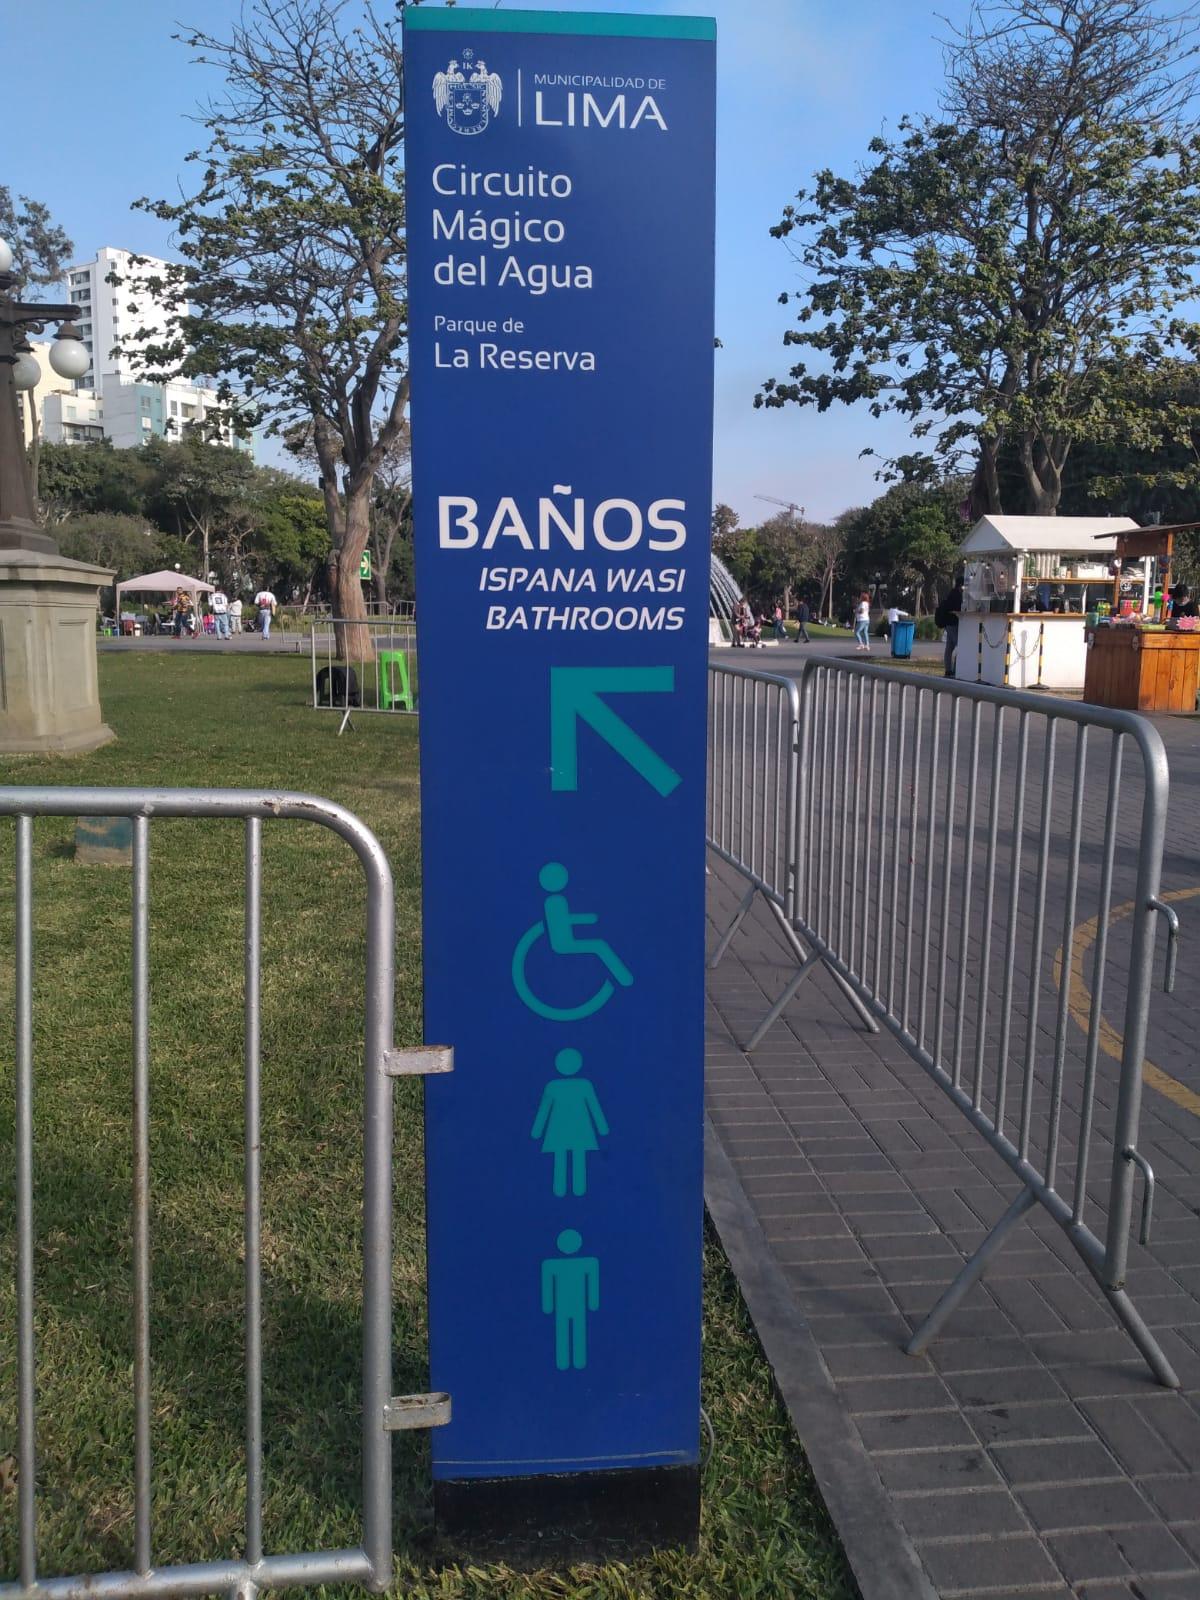 MUNICIPALIDAD DE
LIMA
Circuito
Mágico
del Agua
Parque de
La Reserva
BAÑOS
ISPANA WASI
BATHROOMS